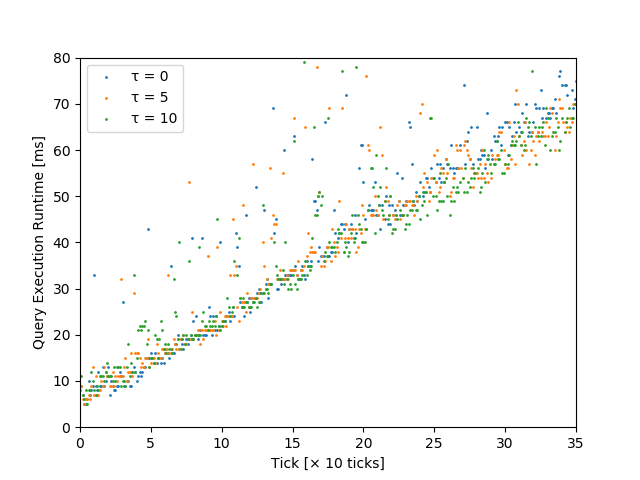 80
70
60
50
40
30
20
10
0
Query Execution Runtime [ms]
τ = 0
τ = 5
τ = 10
0 5 10 15 20 25 30 35
Tick [× 10 ticks]